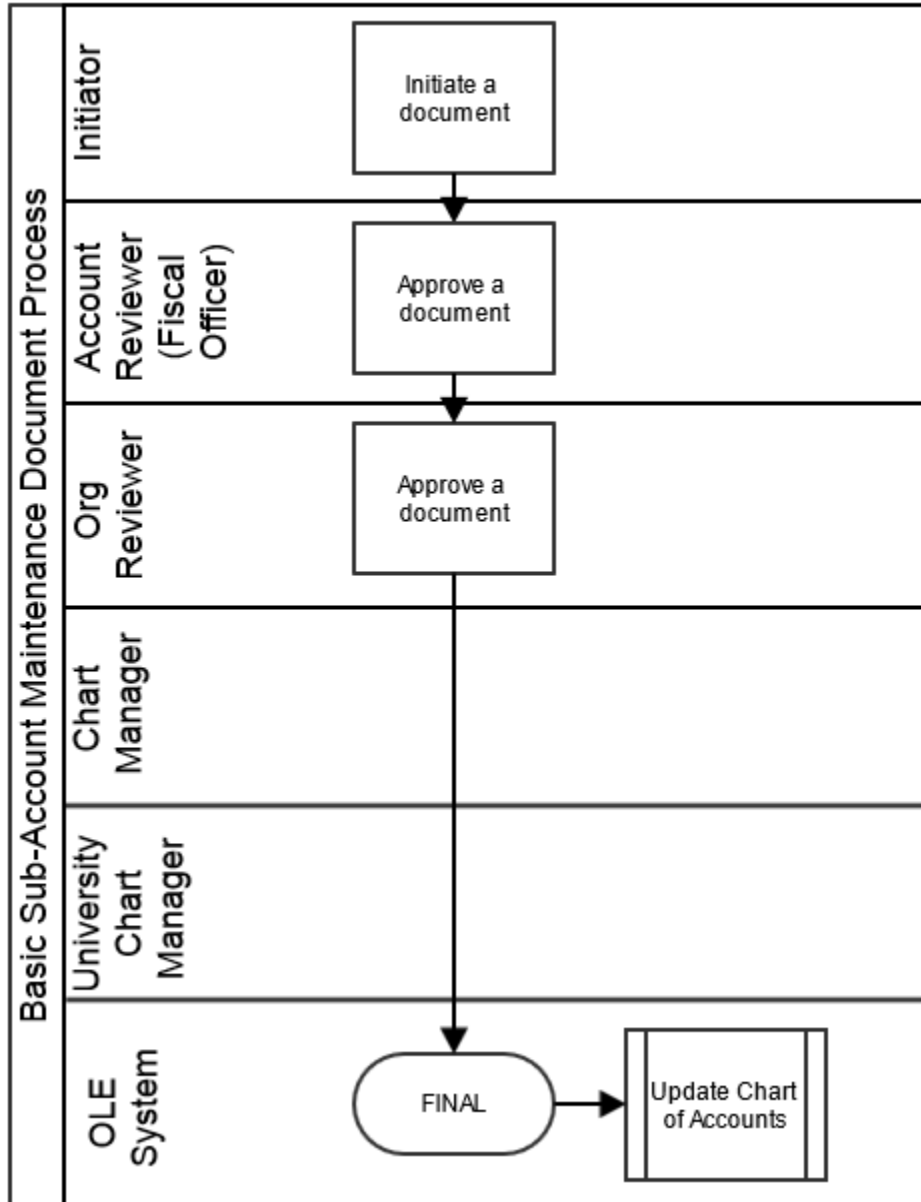 Basic Sub-Account Maintenance Document Process
Initiator
Initiate a
document
Account
Reviewer
(Fiscal
Officer)
Approve a
document
Org
Reviewer
Approve a
document
Chart
Manager
University
Chart
Manager
OLE
System
FINAL
Update Chart
of Accounts